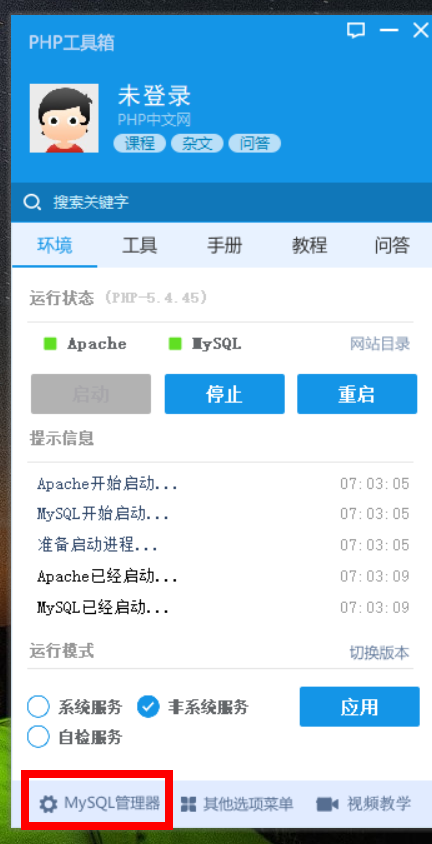 PHP工具箱
未登录
PHP中文网
课程 杂文 问答
搜索关键字
环境 工具 手册 教程 问答
运行状态 (PHP-5.4.45)
Apache MySQL 网站目录
启动 停止 重启
提示信息
Apache开始启动... 07:03:05
MySQL开始启动... 07:03:05
准备启动进程... 07:03:05
Apache已经启动... 07:03:09
MySQL已经启动... 07:03:09
运行模式 切换版本
系统服务 非系统服务 应用
自检服务
MySQL管理器 其他选项菜单 视频教学